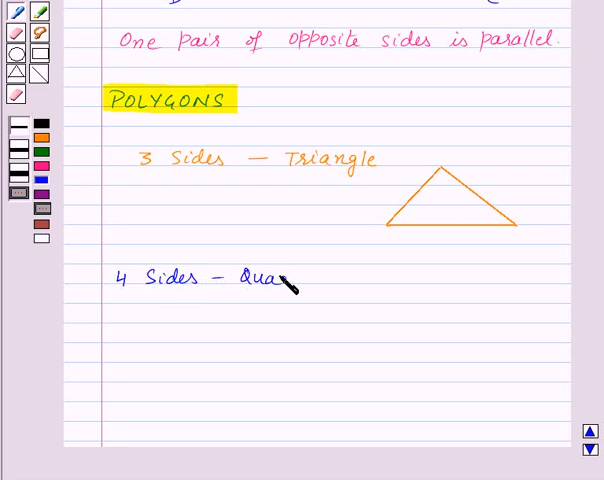 One pair of opposite sides is parallel.
POLYGONS
3 Sides – Triangle
4 Sides – Qua